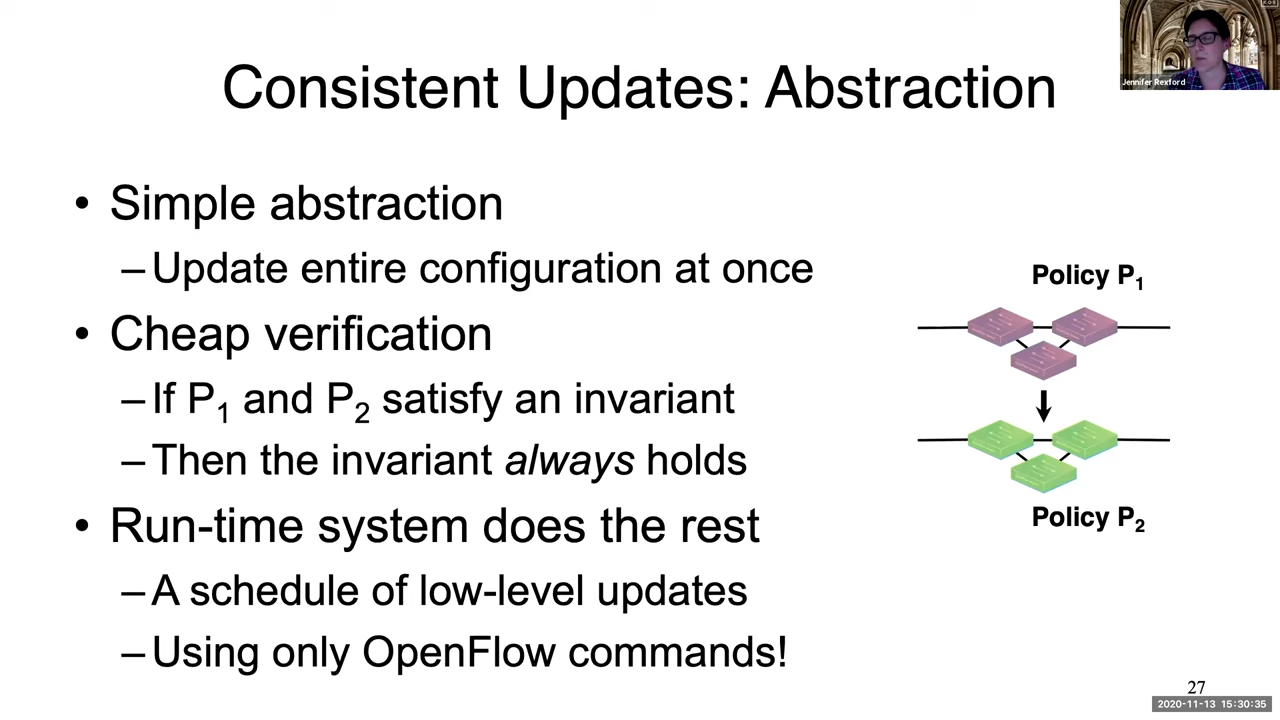 Consistent Updates: Abstraction
Jennifer Rexford
• Simple abstraction
– Update entire configuration at once
• Cheap verification
– If P1 and P2 satisfy an invariant
– Then the invariant always holds
• Run-time system does the rest
– A schedule of low-level updates
– Using only OpenFlow commands!
Policy P1
Policy P2
27
2020-11-13 15:30:35